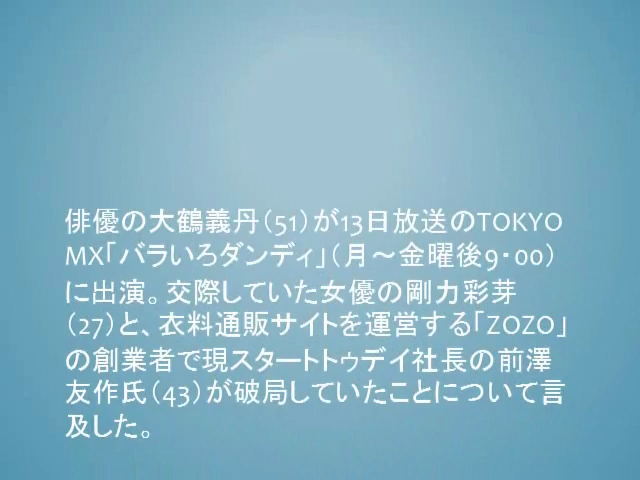 俳優の大鶴義丹（51）が13日放送のTOKYO
MX「バラいろダンディ」（月～金曜後9・00）
に出演。交際していた女優の剛力彩芽
（27）と、衣料通販サイトを運営する「ZOZO」
の創業者で現スタートトゥデイ社長の前澤
友作氏（43）が破局していたことについて言
及した。